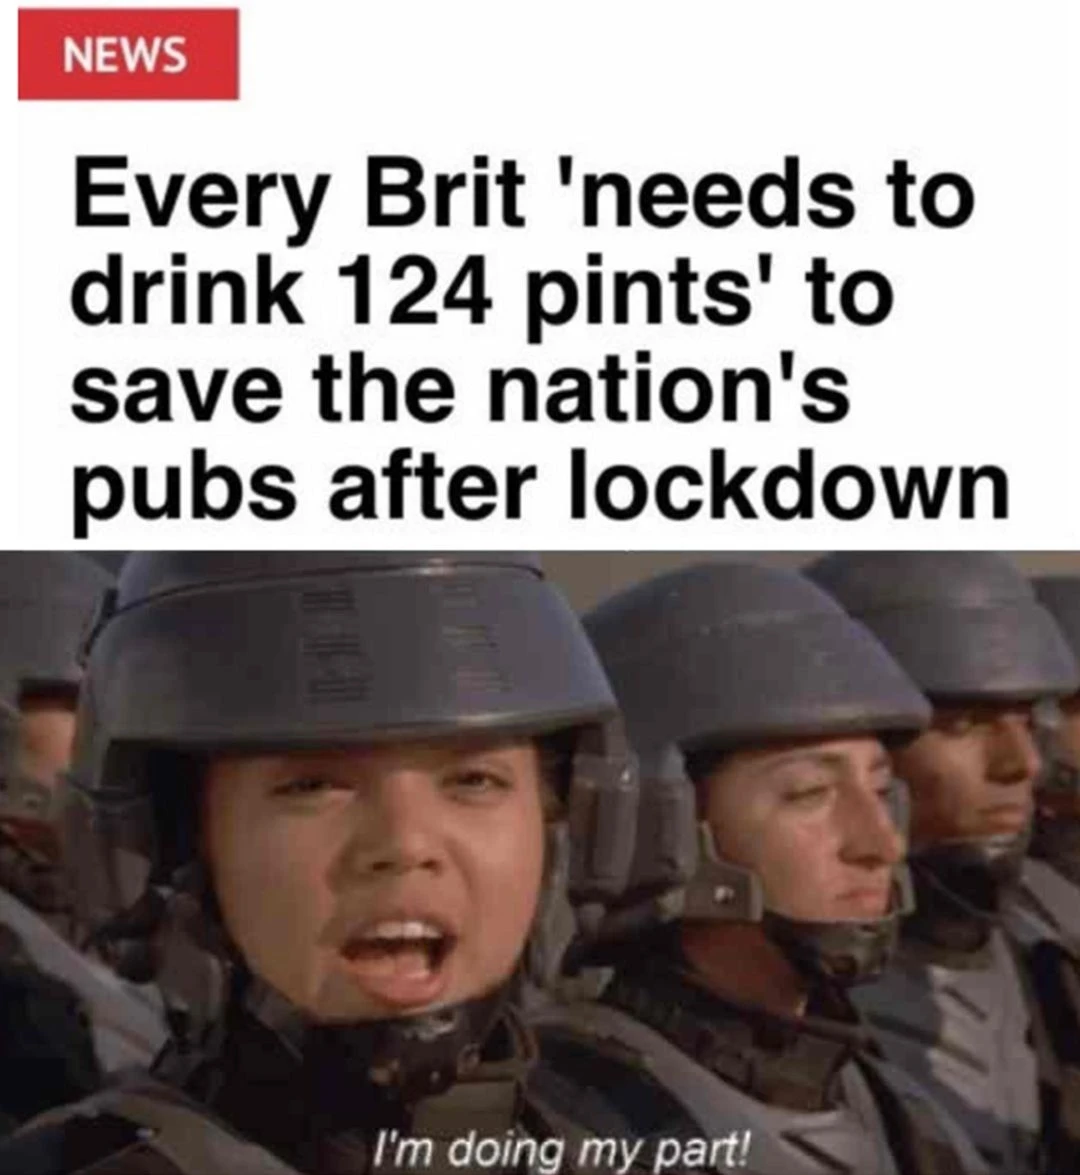 NEWS
Every Brit 'needs to
drink 124 pints' to
save the nation's
pubs after lockdown
I'm doing my part!